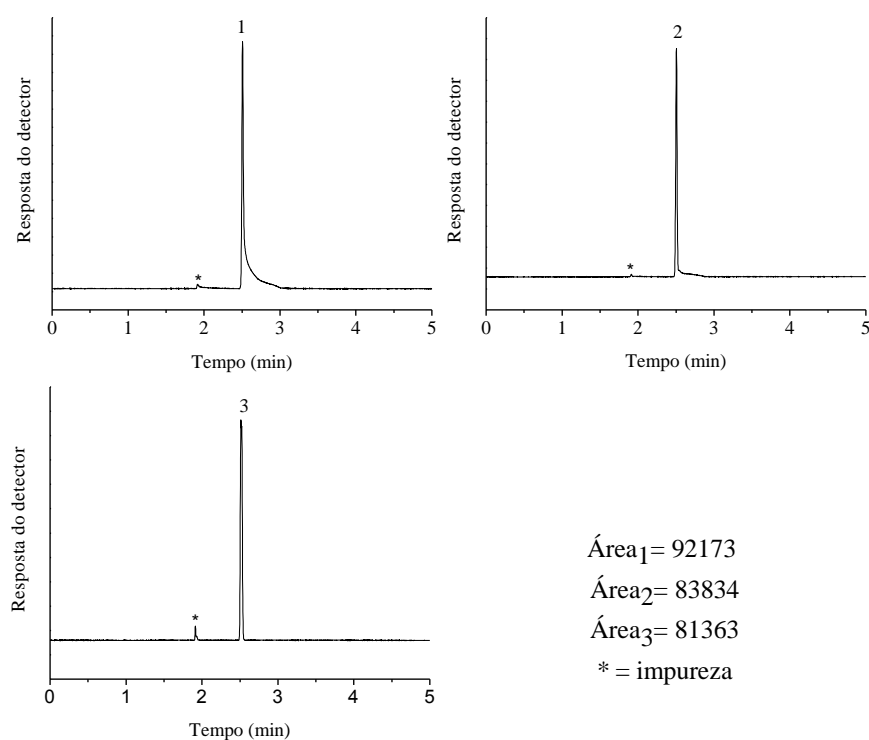 1
*
Resposta do detector
0 1 2 3 4 5
Tempo (min)
2
*
Resposta do detector
0 1 2 3 4 5
Tempo (min)
3
*
Resposta do detector
0 1 2 3 4 5
Tempo (min)
Área1= 92173
Área2= 83834
Área3= 81363
* = impureza